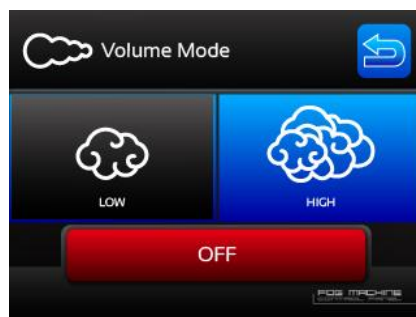 Volume Mode
LOW
HIGH
OFF
FOG MACHINE
CONTROL PANEL